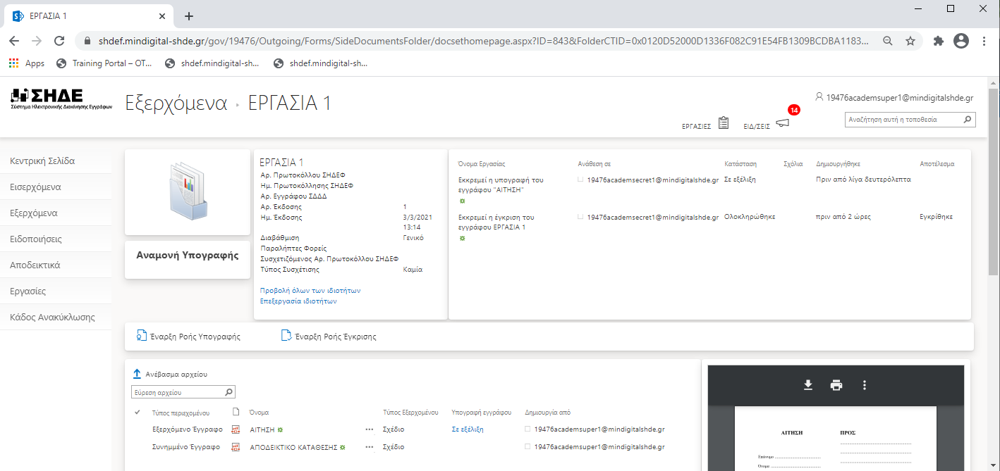 ΕΡΓΑΣΙΑ 1
shdef.mindigital-shde.gr/gov/19476/Outgoing/Forms/SideDocumentsFolder/docsethomepage.aspx?ID=843&FolderCTID=0x0120D52000D1336F082C91E54FB1309BCDBA1183...
Apps Training Portal – OT... shdef.mindigital-sh... shdef.mindigital-sh...
ΣΗΔΕ
Σύστημα Ηλεκτρονικής Διακίνησης Εγγράφων
Εξερχόμενα ▸ ΕΡΓΑΣΙΑ 1
19476academsuper1@mindigitalshde.gr
ΕΡΓΑΣΙΕΣ ΕΙΔ/ΣΕΙΣ 14
Αναζήτηση αυτή η τοποθεσία
Κεντρική Σελίδα
Εισερχόμενα
Εξερχόμενα
Ειδοποιήσεις
Αποδεικτικά
Εργασίες
Κάδος Ανακύκλωσης
Αναμονή Υπογραφής
ΕΡΓΑΣΙΑ 1
Αρ. Πρωτοκόλλου ΣΗΔΕΦ
Ημ. Πρωτοκόλλησης ΣΗΔΕΦ
Αρ. Εγγράφου ΣΔΔΔ
Αρ. Έκδοσης 1
Ημ. Έκδοσης 3/3/2021
13:14
Διαβάθμιση Γενικό
Παραλήπτες Φορείς
Συσχετιζόμενος Αρ. Πρωτοκόλλου ΣΗΔΕΦ
Τύπος Συσχέτισης Καμία
Προβολή όλων των ιδιοτήτων
Επεξεργασία ιδιοτήτων
Όνομα Εργασίας Ανάθεση σε Κατάσταση Σχόλια Δημιουργήθηκε Αποτέλεσμα
Εκκρεμεί η υπογραφή του 19476academsecret1@mindigitalshde.gr Σε εξέλιξη Πριν από λίγα δευτερόλεπτα
εγγράφου "ΑΙΤΗΣΗ"
Εκκρεμεί η έγκριση του 19476academsecret1@mindigitalshde.gr Ολοκληρώθηκε πριν από 2 ώρες Εγκρίθηκε
εγγράφου ΕΡΓΑΣΙΑ 1
Έναρξη Ροής Υπογραφής Έναρξη Ροής Έγκρισης
Ανέβασμα αρχείου
Εύρεση αρχείου
Τύπος περιεχομένου Όνομα Τύπος Εξερχομένου Υπογραφή εγγράφου Δημιουργία από
Εξερχόμενο Έγγραφο ΑΙΤΗΣΗ ••• Σχέδιο Σε εξέλιξη 19476academsuper1@mindigitalshde.gr
Συνημμένο Έγγραφο ΑΠΟΔΕΙΚΤΙΚΟ ΚΑΤΑΘΕΣΗΣ ••• Σχέδιο 19476academsuper1@mindigitalshde.gr
ΑΙΤΗΣΗ ΠΡΟΣ
Επώνυμο
Όνομα